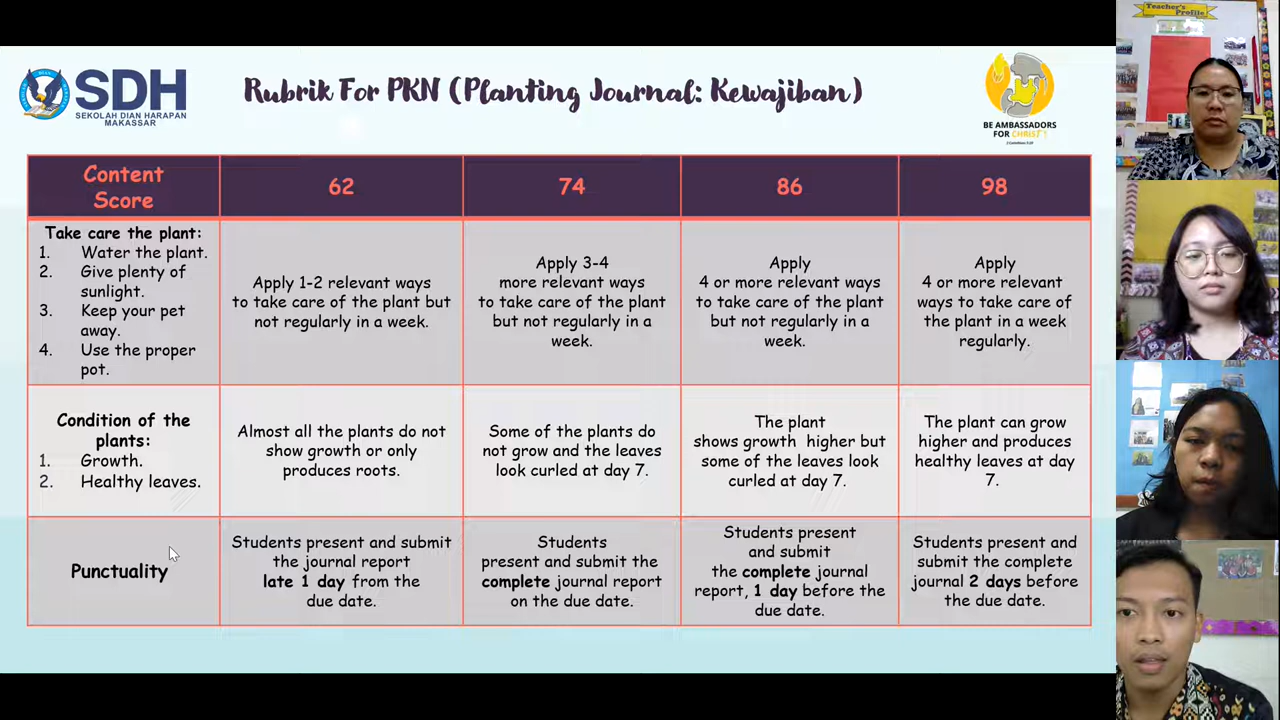 SDH
SEKOLAH DIAN HARAPAN
MAKASSAR
Rubrik For PKN (Planting Journal: Kewajiban)
BE AMBASSADORS
FOR CHRIST
Content
Score
62
74
86
98
Take care the plant:
1. Water the plant.
2. Give plenty of
sunlight.
3. Keep your pet
away.
4. Use the proper
pot.
Apply 1-2 relevant ways
to take care of the plant but
not regularly in a week.
Apply 3-4
more relevant ways
to take care of the plant
but not regularly in a
week.
Apply
4 or more relevant ways
to take care of the plant
but not regularly in a
week.
Apply
4 or more relevant
ways to take care of
the plant in a week
regularly.
Condition of the
plants:
1. Growth.
2. Healthy leaves.
Almost all the plants do not
show growth or only
produces roots.
Some of the plants do
not grow and the leaves
look curled at day 7.
The plant
shows growth higher but
some of the leaves look
curled at day 7.
The plant can grow
higher and produces
healthy leaves at day
7.
Punctuality
Students present and submit
the journal report
late 1 day from the
due date.
Students
present and submit the
complete journal report
on the due date.
Students present
and submit
the complete journal
report, 1 day before the
due date.
Students present and
submit the complete
journal 2 days before
the due date.
Teacher's
Profile